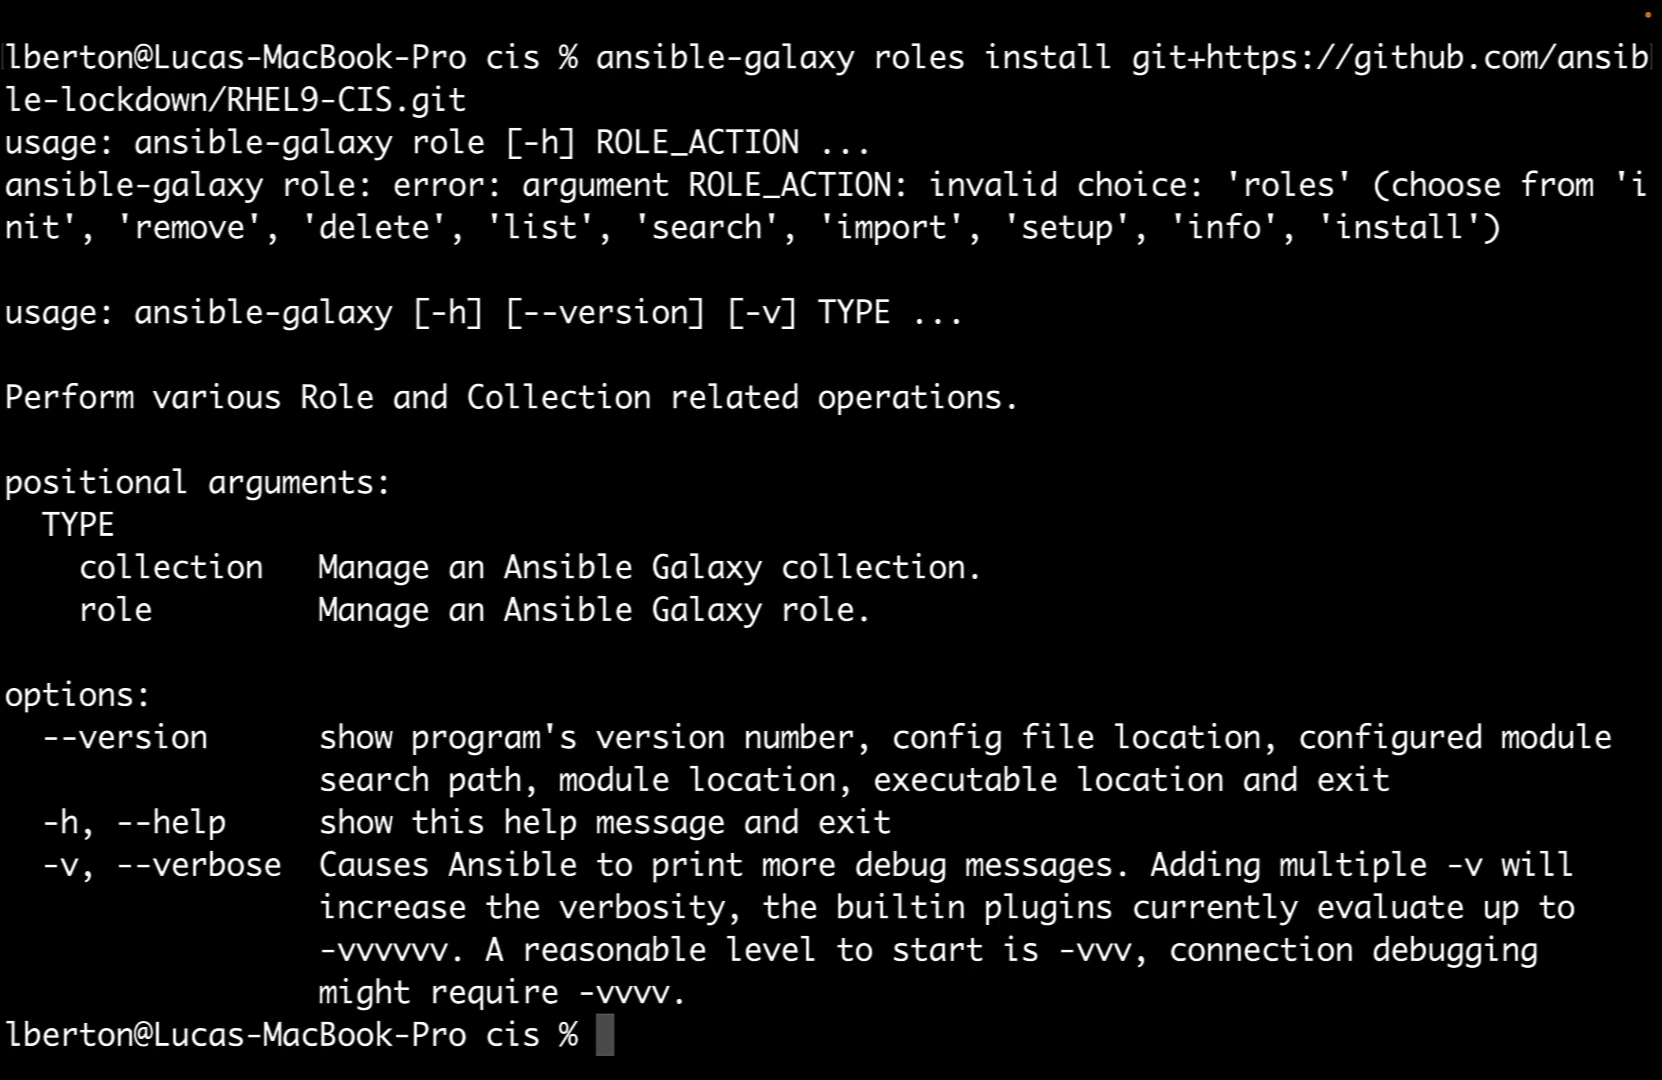 lberton@Lucas-MacBook-Pro cis % ansible-galaxy roles install git+https://github.com/ansib
le-lockdown/RHEL9-CIS.git
usage: ansible-galaxy role [-h] ROLE_ACTION ...
ansible-galaxy role: error: argument ROLE_ACTION: invalid choice: 'roles' (choose from 'i
nit', 'remove', 'delete', 'list', 'search', 'import', 'setup', 'info', 'install')
usage: ansible-galaxy [-h] [--version] [-v] TYPE ...
Perform various Role and Collection related operations.
positional arguments:
TYPE
collection Manage an Ansible Galaxy collection.
role Manage an Ansible Galaxy role.
options:
--version show program's version number, config file location, configured module
search path, module location, executable location and exit
-h, --help show this help message and exit
-v, --verbose Causes Ansible to print more debug messages. Adding multiple -v will
increase the verbosity, the builtin plugins currently evaluate up to
-vvvvvv. A reasonable level to start is -vvv, connection debugging
might require -vvvv.
lberton@Lucas-MacBook-Pro cis %